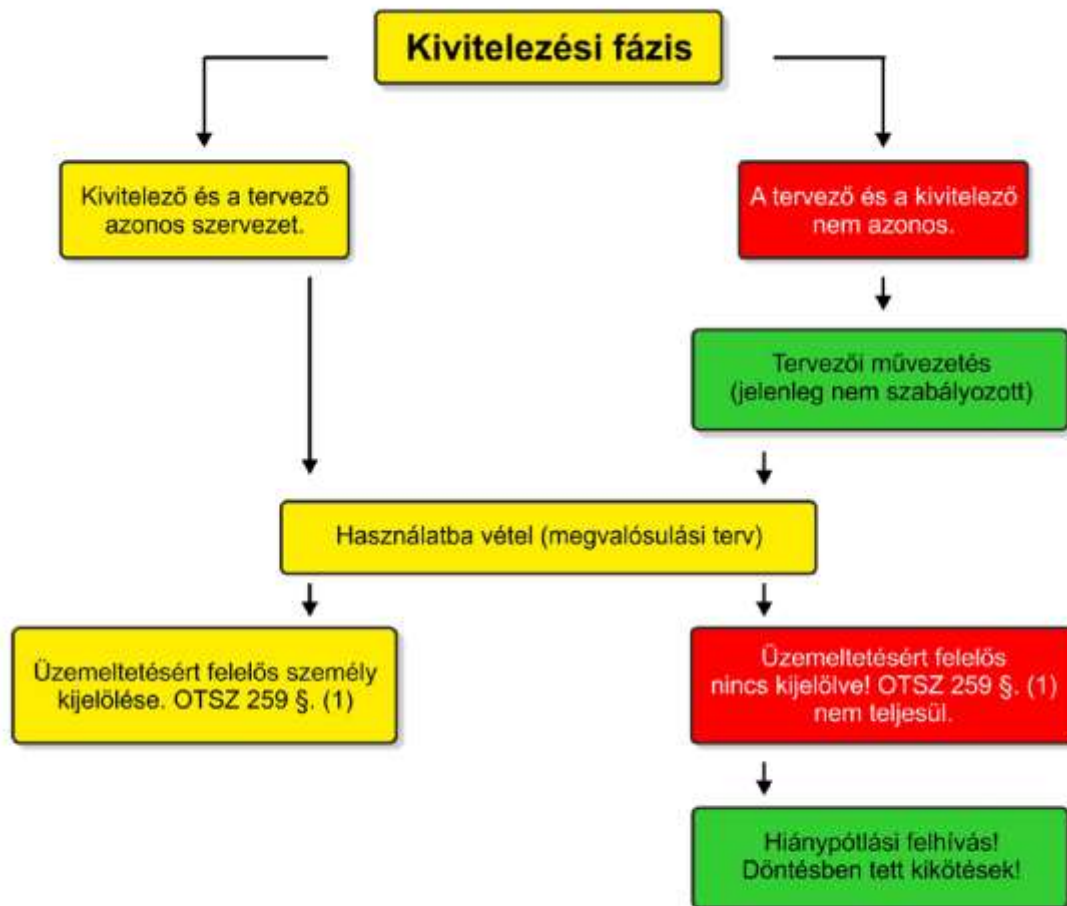 Kivitelezési fázis
Kivitelező és a tervező
azonos szervezet.
A tervező és a kivitelező
nem azonos.
Tervezői művezetés
(jelenleg nem szabályozott)
Használatba vétel (megvalósulási terv)
Üzemeltetésért felelős személy
kijelölése. OTSZ 259 §. (1)
Üzemeltetésért felelős
nincs kijelölve! OTSZ 259 §. (1)
nem teljesül.
Hiánypótlási felhívás!
Döntésben tett kikötések!